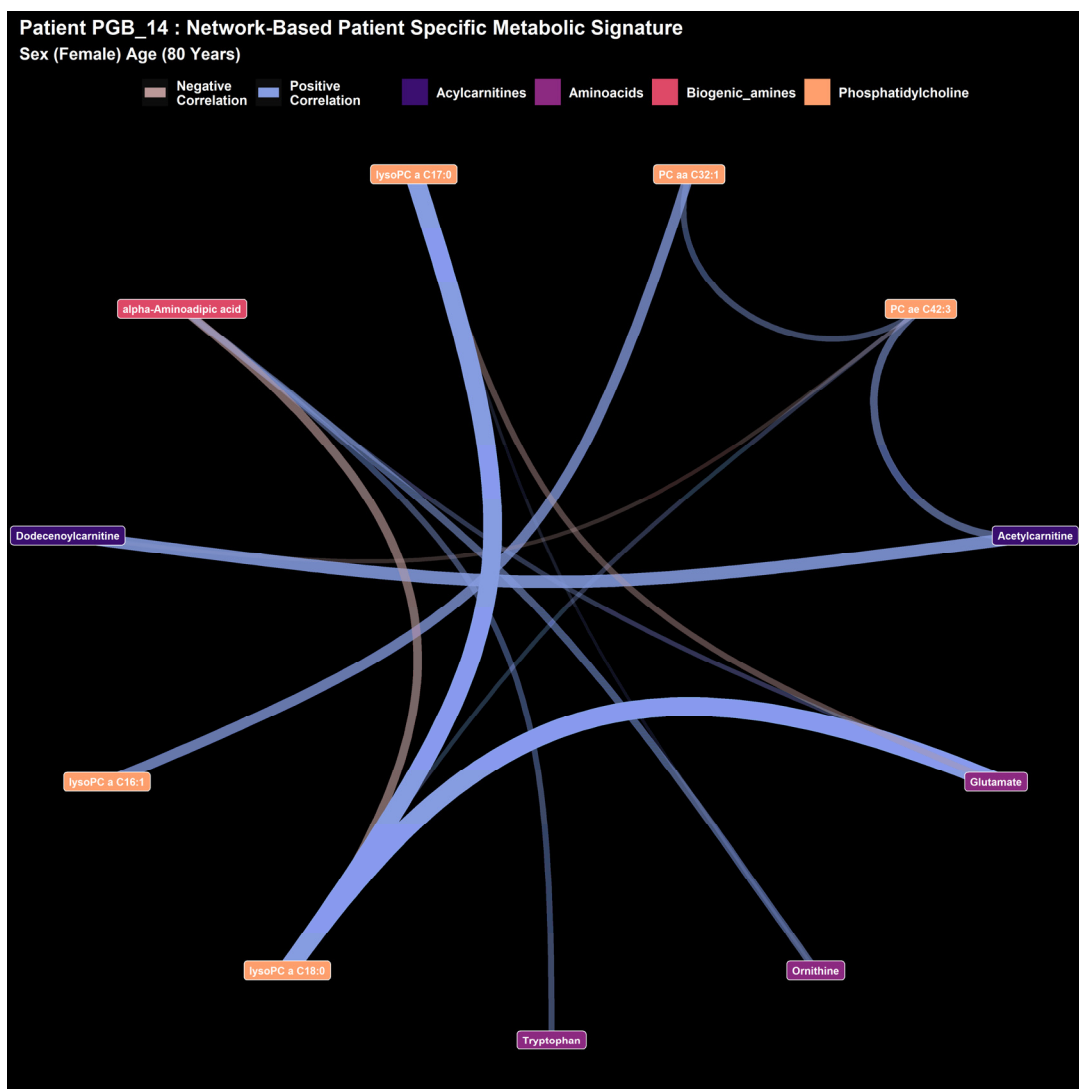 Patient PGB_14 : Network-Based Patient Specific Metabolic Signature
Sex (Female) Age (80 Years)
Negative
Correlation
Positive
Correlation
Acylcarnitines
Aminoacids
Biogenic_amines
Phosphatidylcholine
lysoPC a C17:0
PC aa C32:1
alpha-Aminoadipic acid
PC ae C42:3
Dodecenoylcarnitine
Acetylcarnitine
lysoPC a C16:1
Glutamate
lysoPC a C18:0
Ornithine
Tryptophan